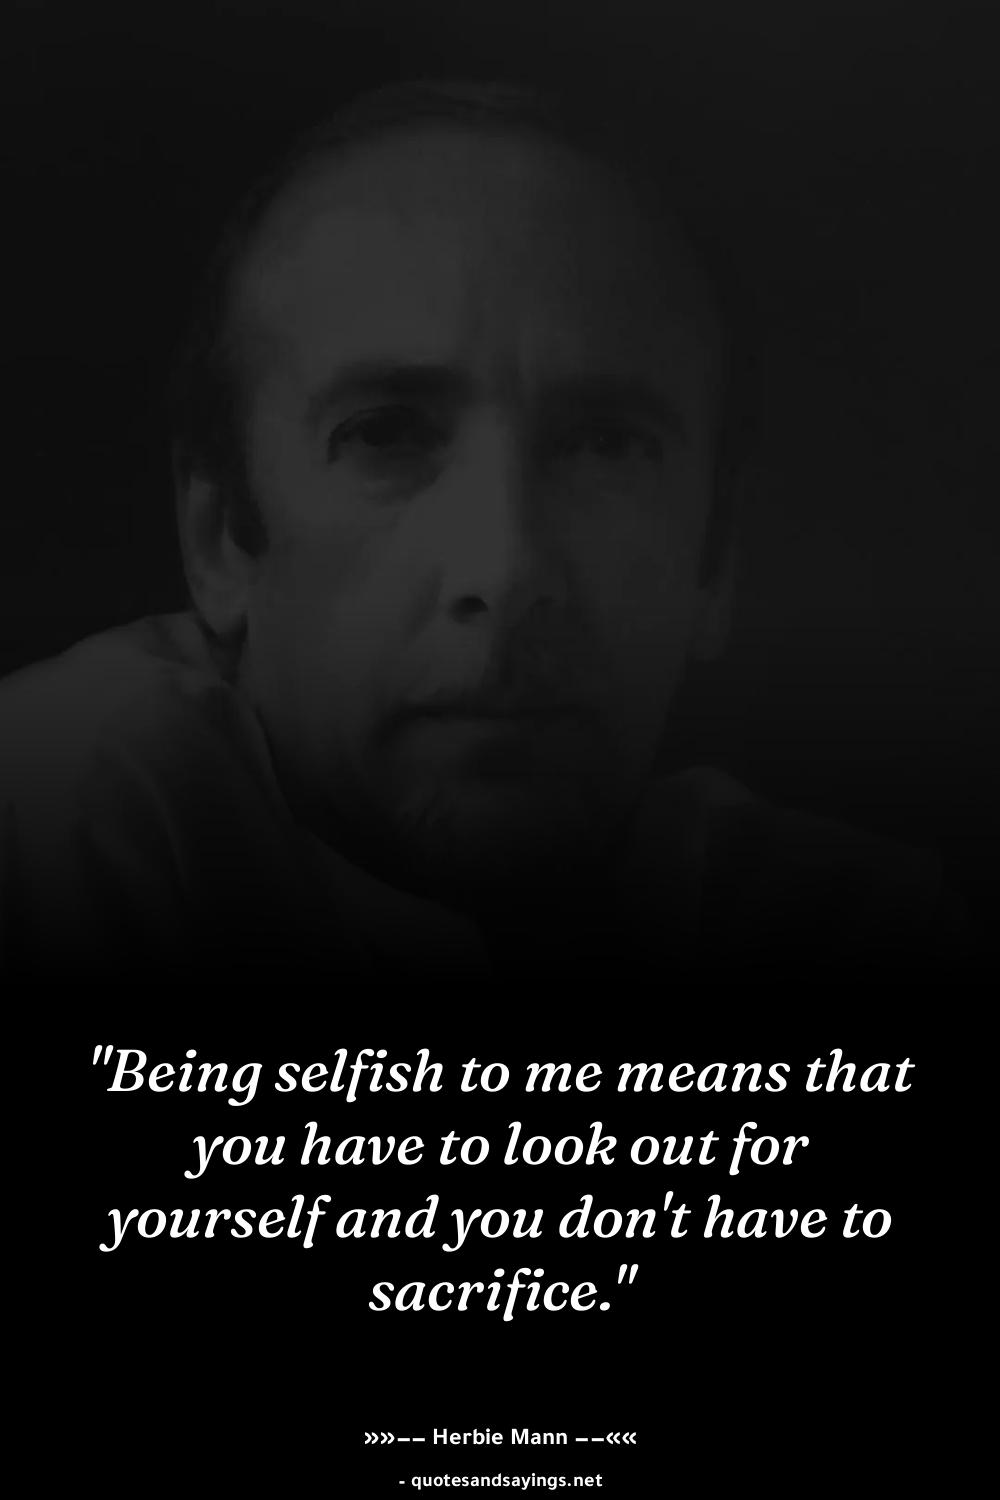 "Being selfish to me means that
you have to look out for
yourself and you don't have to
sacrifice."
»»−− Herbie Mann −−««
- quotesandsayings.net